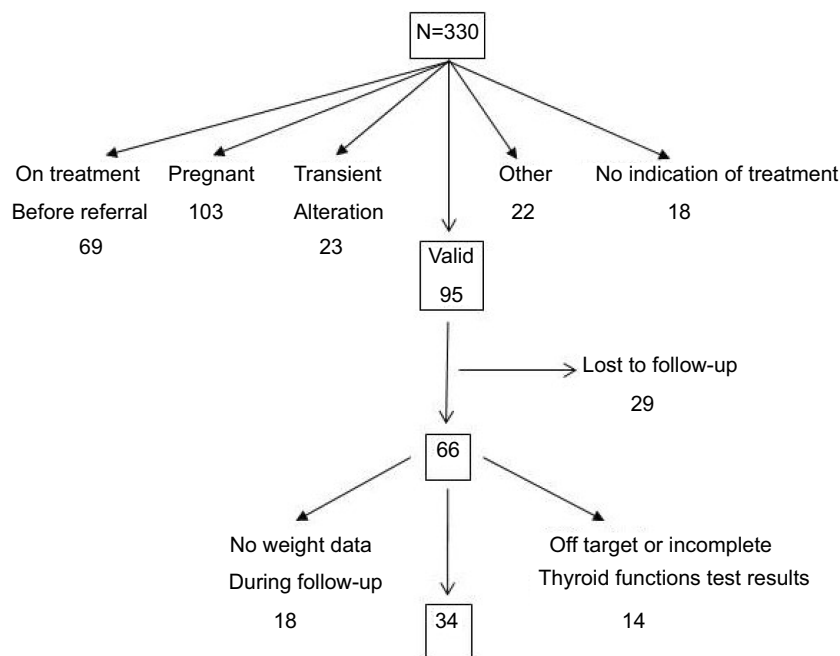 N=330
On treatment
Before referral
69
Pregnant
103
Transient
Alteration
23
Other
22
No indication of treatment
18
Valid
95
Lost to follow-up
29
66
No weight data
During follow-up
18
34
Off target or incomplete
Thyroid functions test results
14